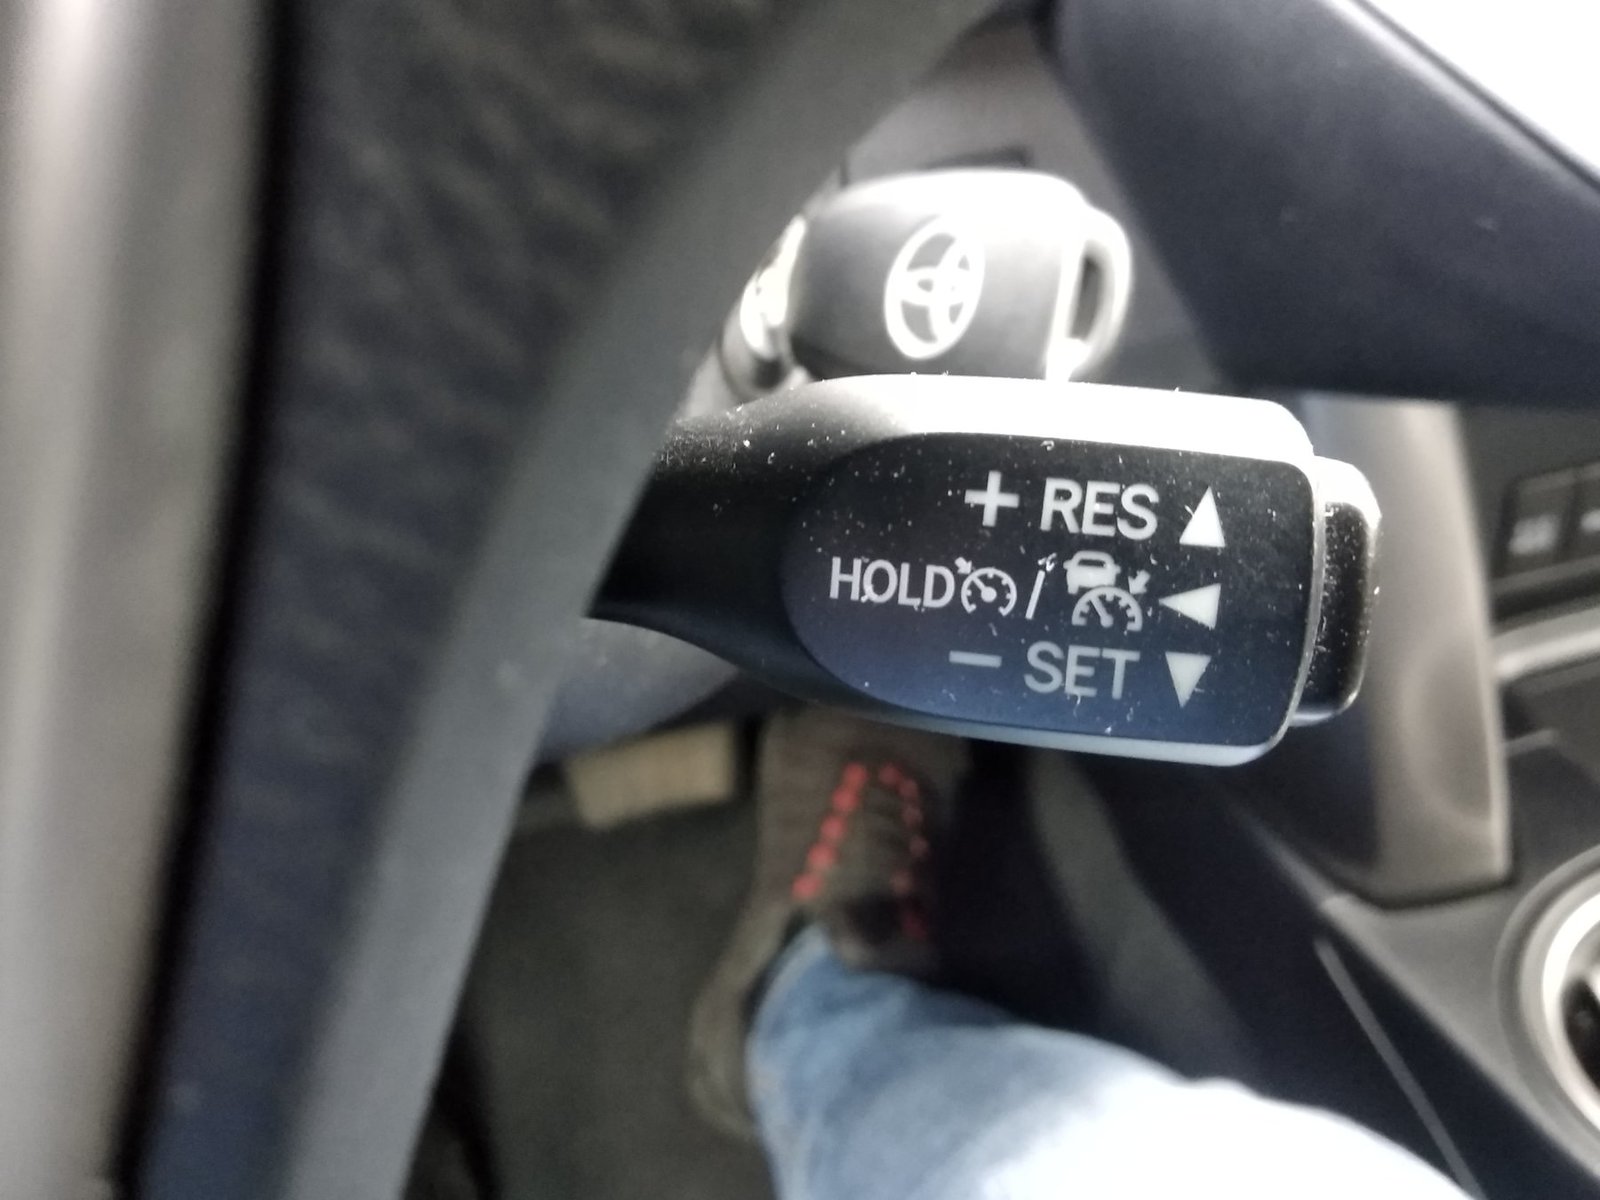 + RES ▲
HOLD / ◀
- SET ▼